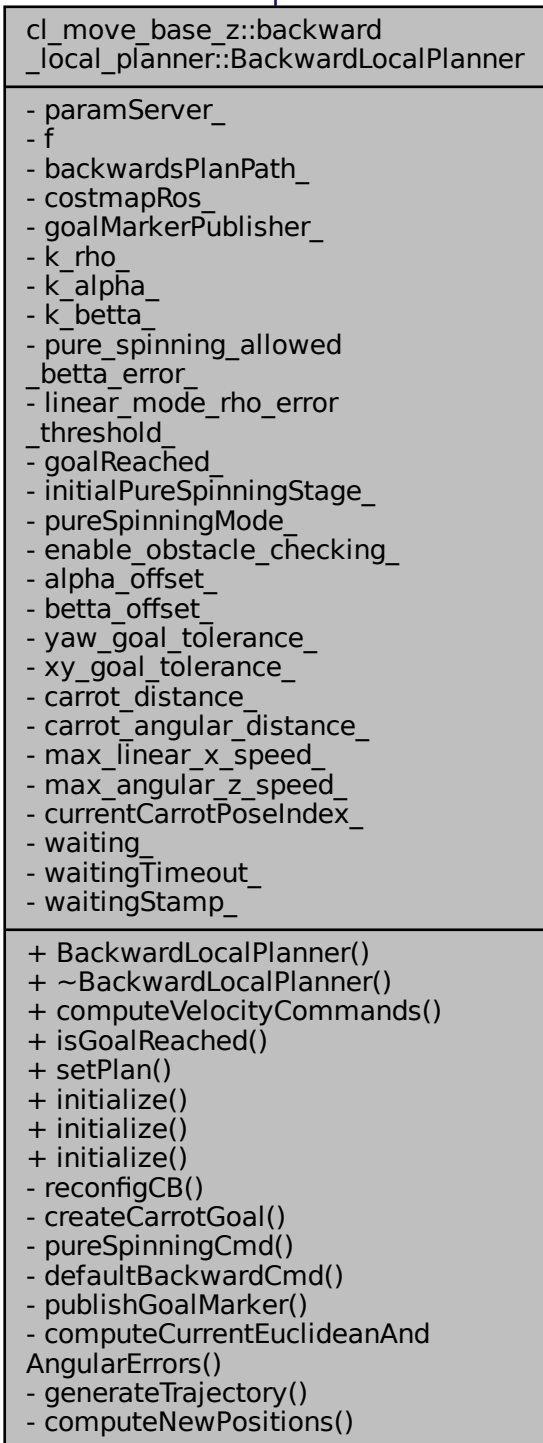 cl_move_base_z::backward
_local_planner::BackwardLocalPlanner
- paramServer_
- f
- backwardsPlanPath_
- costmapRos_
- goalMarkerPublisher_
- k_rho_
- k_alpha_
- k_betta_
- pure_spinning_allowed
_betta_error_
- linear_mode_rho_error
_threshold_
- goalReached_
- initialPureSpinningStage_
- pureSpinningMode_
- enable_obstacle_checking_
- alpha_offset_
- betta_offset_
- yaw_goal_tolerance_
- xy_goal_tolerance_
- carrot_distance_
- carrot_angular_distance_
- max_linear_x_speed_
- max_angular_z_speed_
- currentCarrotPoseIndex_
- waiting_
- waitingTimeout_
- waitingStamp_
+ BackwardLocalPlanner()
+ ~BackwardLocalPlanner()
+ computeVelocityCommands()
+ isGoalReached()
+ setPlan()
+ initialize()
+ initialize()
+ initialize()
- reconfigCB()
- createCarrotGoal()
- pureSpinningCmd()
- defaultBackwardCmd()
- publishGoalMarker()
- computeCurrentEuclideanAnd
AngularErrors()
- generateTrajectory()
- computeNewPositions()